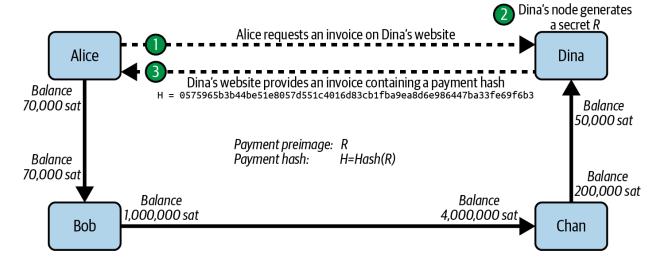 2 Dina's node generates
a secret R
Alice requests an invoice on Dina's website
1
Alice
Dina
3
Dina's website provides an invoice containing a payment hash
H = 0575965b3b44be51e8057d551c4016d83cb1fba9ea8d6e986447ba33fe69f6b3
Balance
70,000 sat
Balance
50,000 sat
Payment preimage: R
Payment hash: H=Hash(R)
Balance
70,000 sat
Balance
200,000 sat
Balance
1,000,000 sat
Balance
4,000,000 sat
Bob
Chan